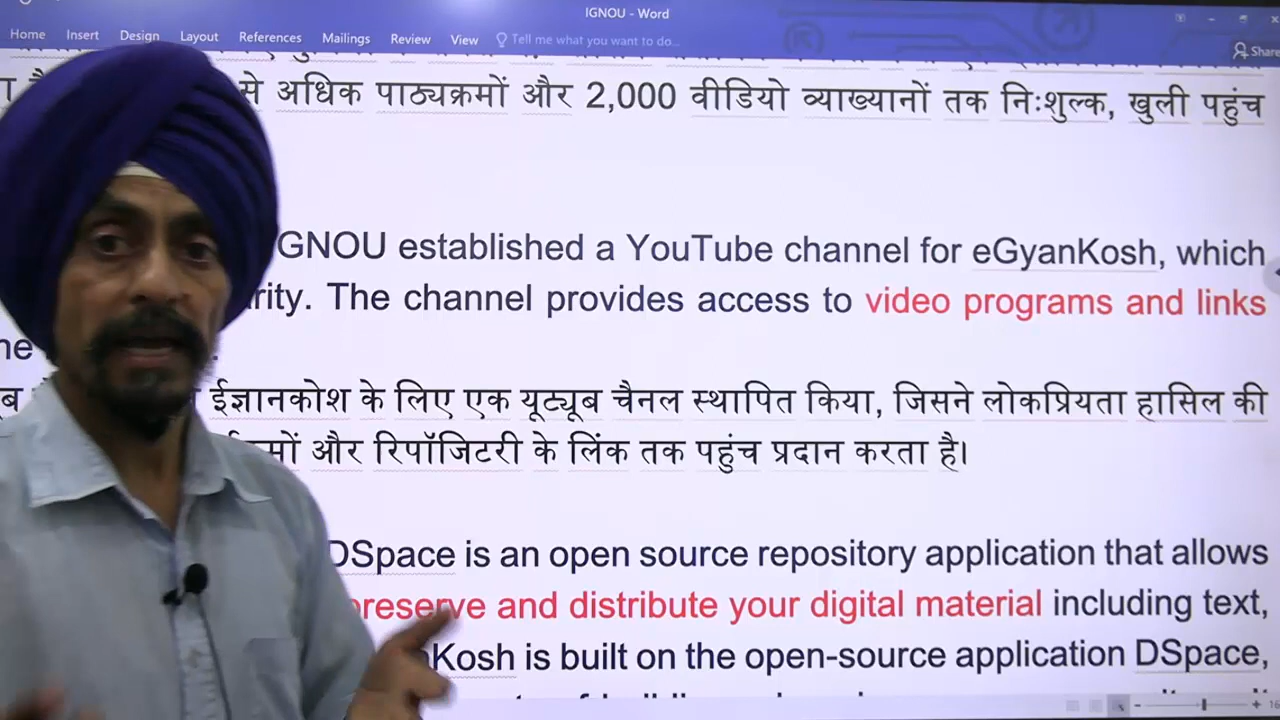 IGNOU - Word
Home Insert Design Layout References Mailings Review View Tell me what you want to do...
Share
से अधिक पाठ्यक्रमों और 2,000 वीडियो व्याख्यानों तक निःशुल्क, खुली पहुंच
IGNOU established a YouTube channel for eGyanKosh, which
The channel provides access to video programs and links
ईज्ञानकोश के लिए एक यूट्यूब चैनल स्थापित किया, जिसने लोकप्रियता हासिल की
और रिपॉजिटरी के लिंक तक पहुंच प्रदान करता है।
DSpace is an open source repository application that allows
preserve and distribute your digital material including text,
is built on the open-source application DSpace,